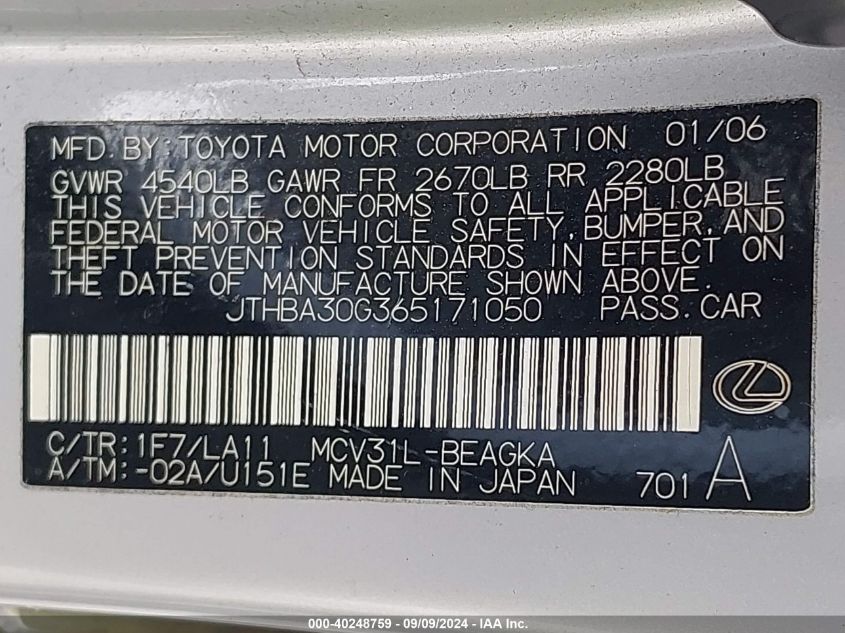 MFD. BY: TOYOTA MOTOR CORPORATION 01/06
GVWR 4540LB GAWR FR 2670LB RR 2280LB
THIS VEHICLE CONFORMS TO ALL APPLICABLE
FEDERAL MOTOR VEHICLE SAFETY, BUMPER, AND
THEFT PREVENTION STANDARDS IN EFFECT ON
THE DATE OF MANUFACTURE SHOWN ABOVE.
JTHBA30G365171050 PASS. CAR
C/TR: 1F7/LA11 MCV31L-BEAGKA
A/TM: -02A/U151E MADE IN JAPAN 701 A
000-40248759 - 09/09/2024 - IAA Inc.